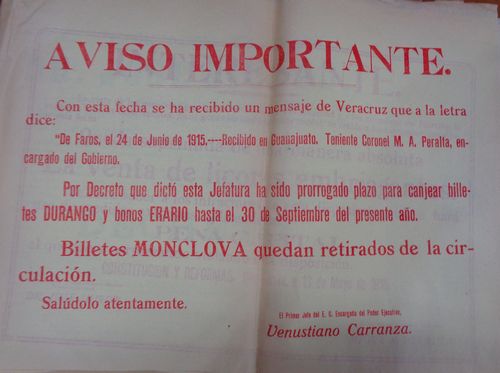 AVISO IMPORTANTE.
Con esta fecha se ha recibido un mensaje de Veracruz que a la letra
dice:
"De Faros, el 24 de Junio de 1915.----Recibido en Guanajuato. Teniente Coronel M. A. Peralta, en-
cargado del Gobierno.
Por Decreto que dictó esta Jefatura ha sido prorrogado plazo para canjear bille-
tes DURANGO y bonos ERARIO hasta el 30 de Septiembre del presente año.
Billetes MONCLOVA quedan retirados de la cir-
culación.
Salúdolo atentamente.
El Primer Jefe del E. C. Encargado del Poder Ejecutivo,
Venustiano Carranza.